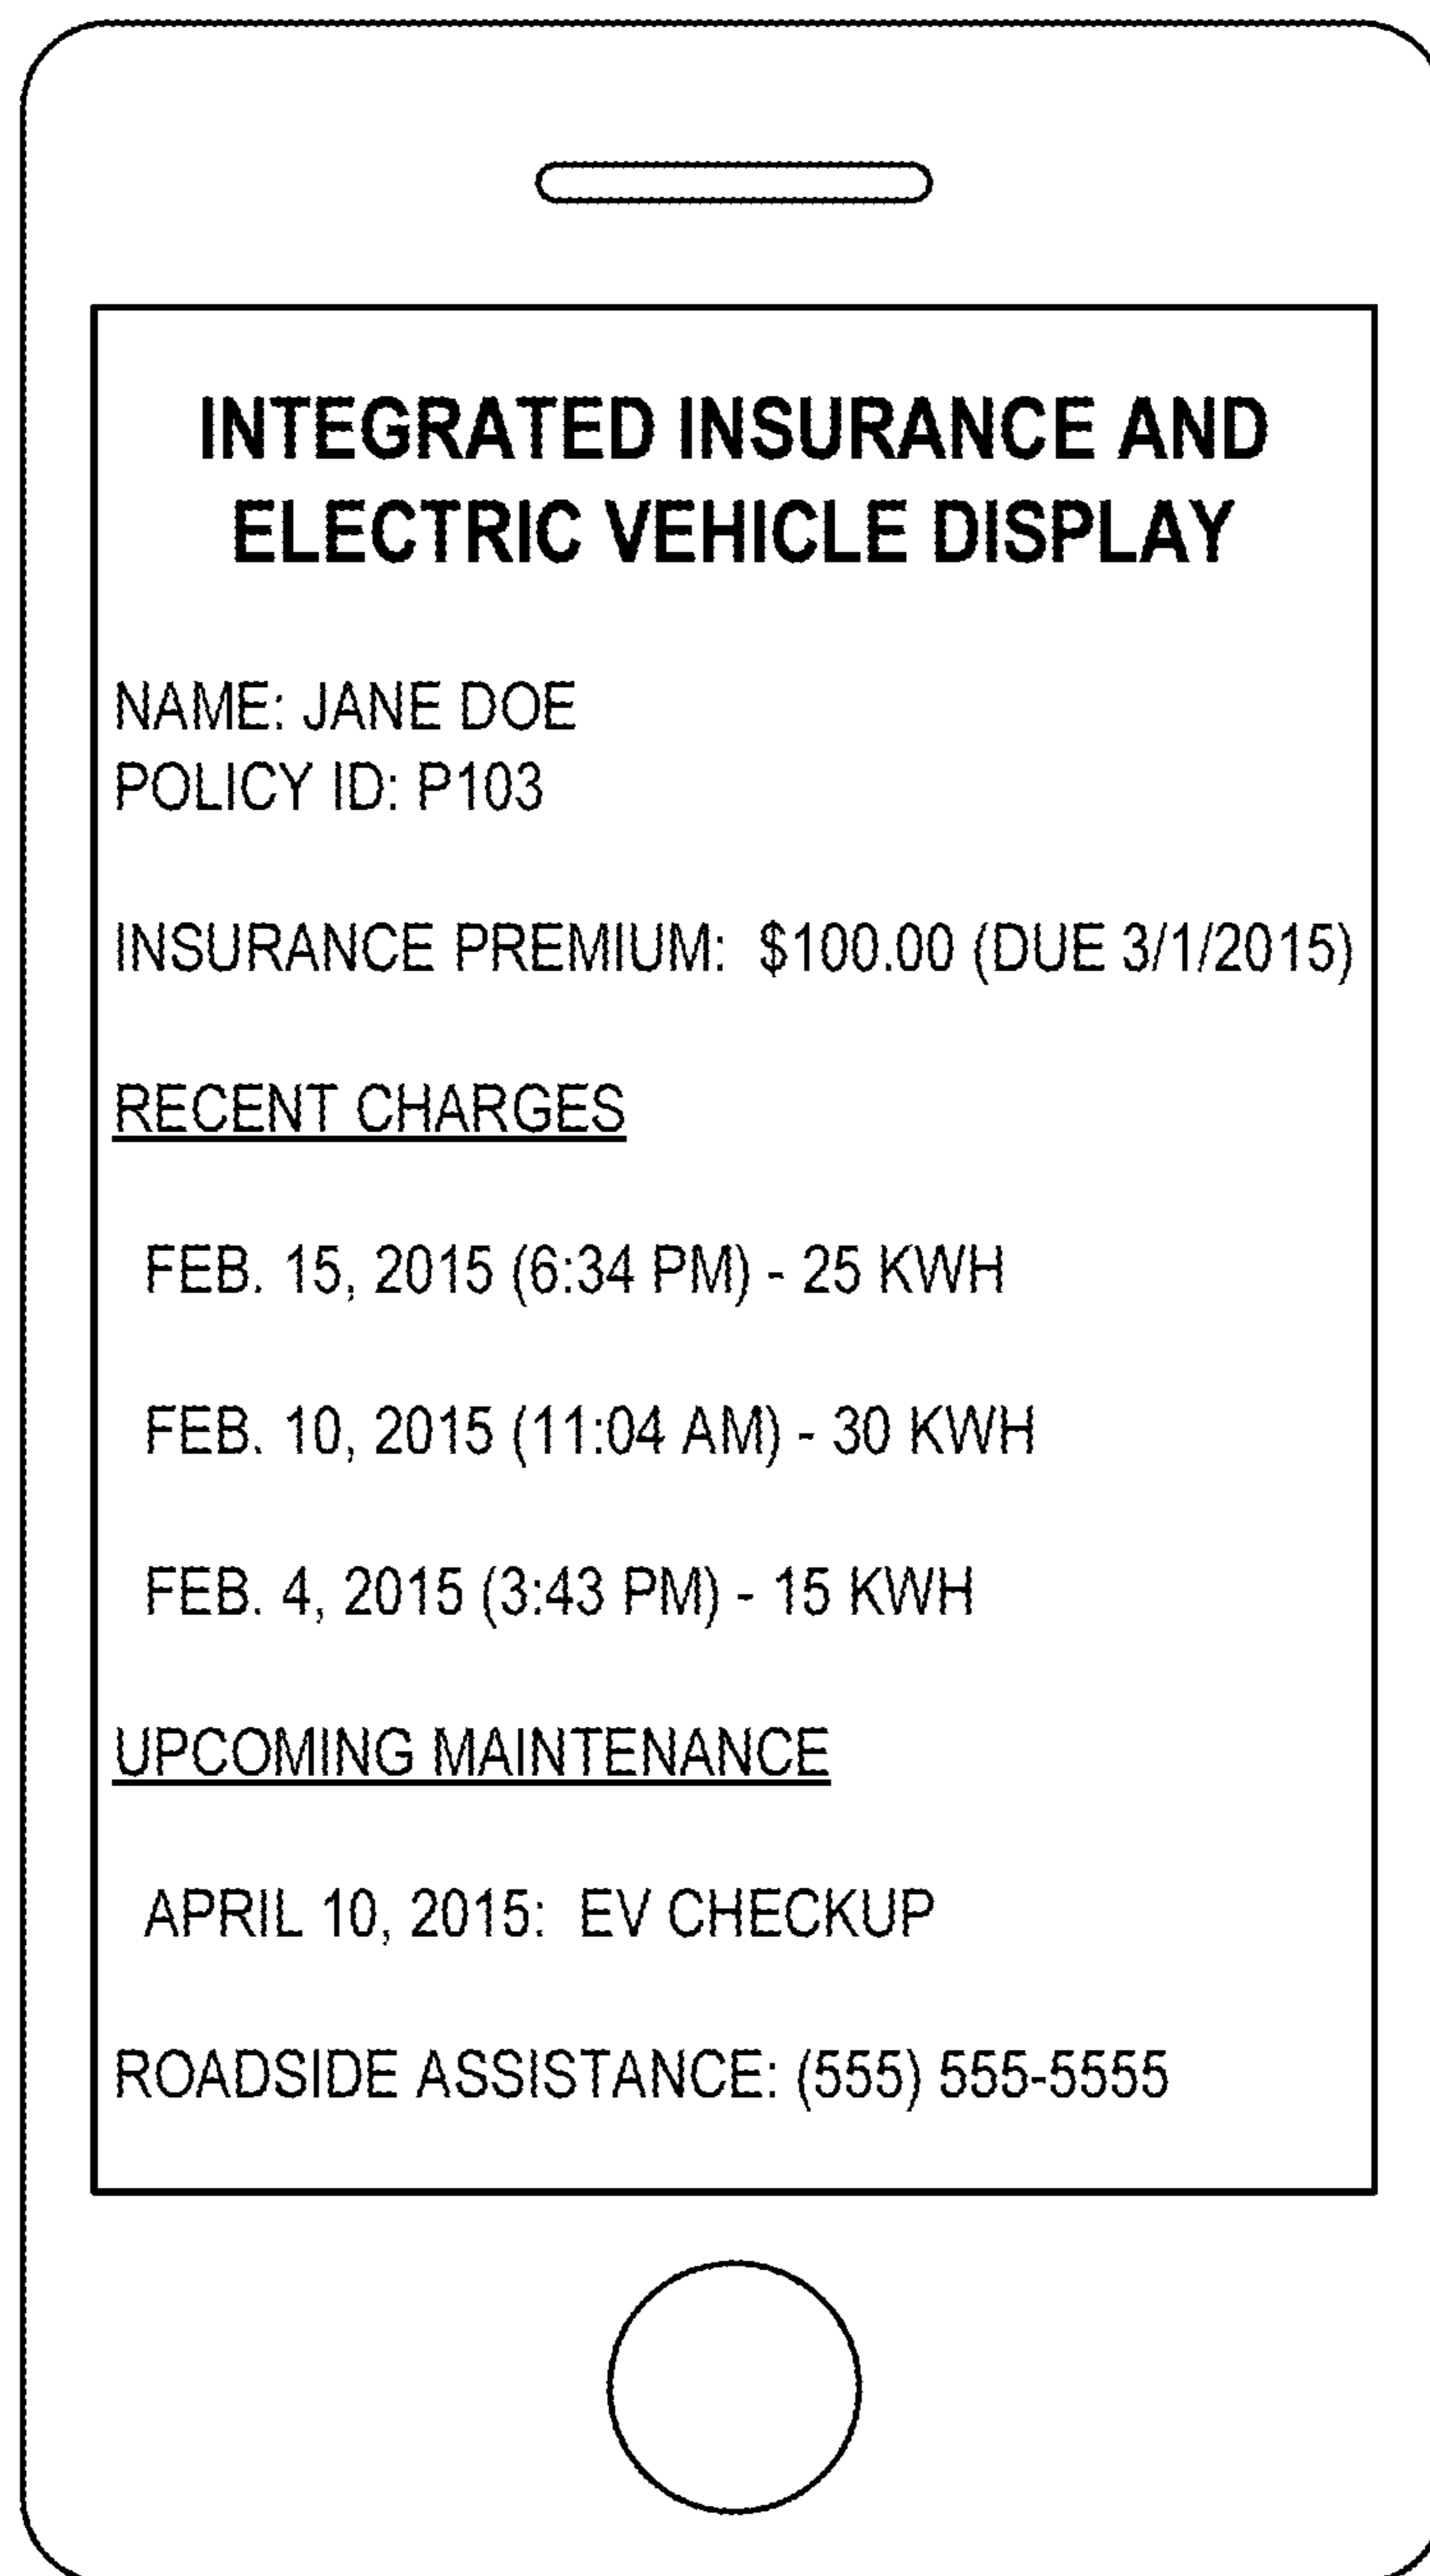 INTEGRATED INSURANCE AND
ELECTRIC VEHICLE DISPLAY
NAME: JANE DOE
POLICY ID: P103
INSURANCE PREMIUM: $100.00 (DUE 3/1/2015)
RECENT CHARGES
FEB. 15, 2015 (6:34 PM) - 25 KWH
FEB. 10, 2015 (11:04 AM) - 30 KWH
FEB. 4, 2015 (3:43 PM) - 15 KWH
UPCOMING MAINTENANCE
APRIL 10, 2015: EV CHECKUP
ROADSIDE ASSISTANCE: (555) 555-5555